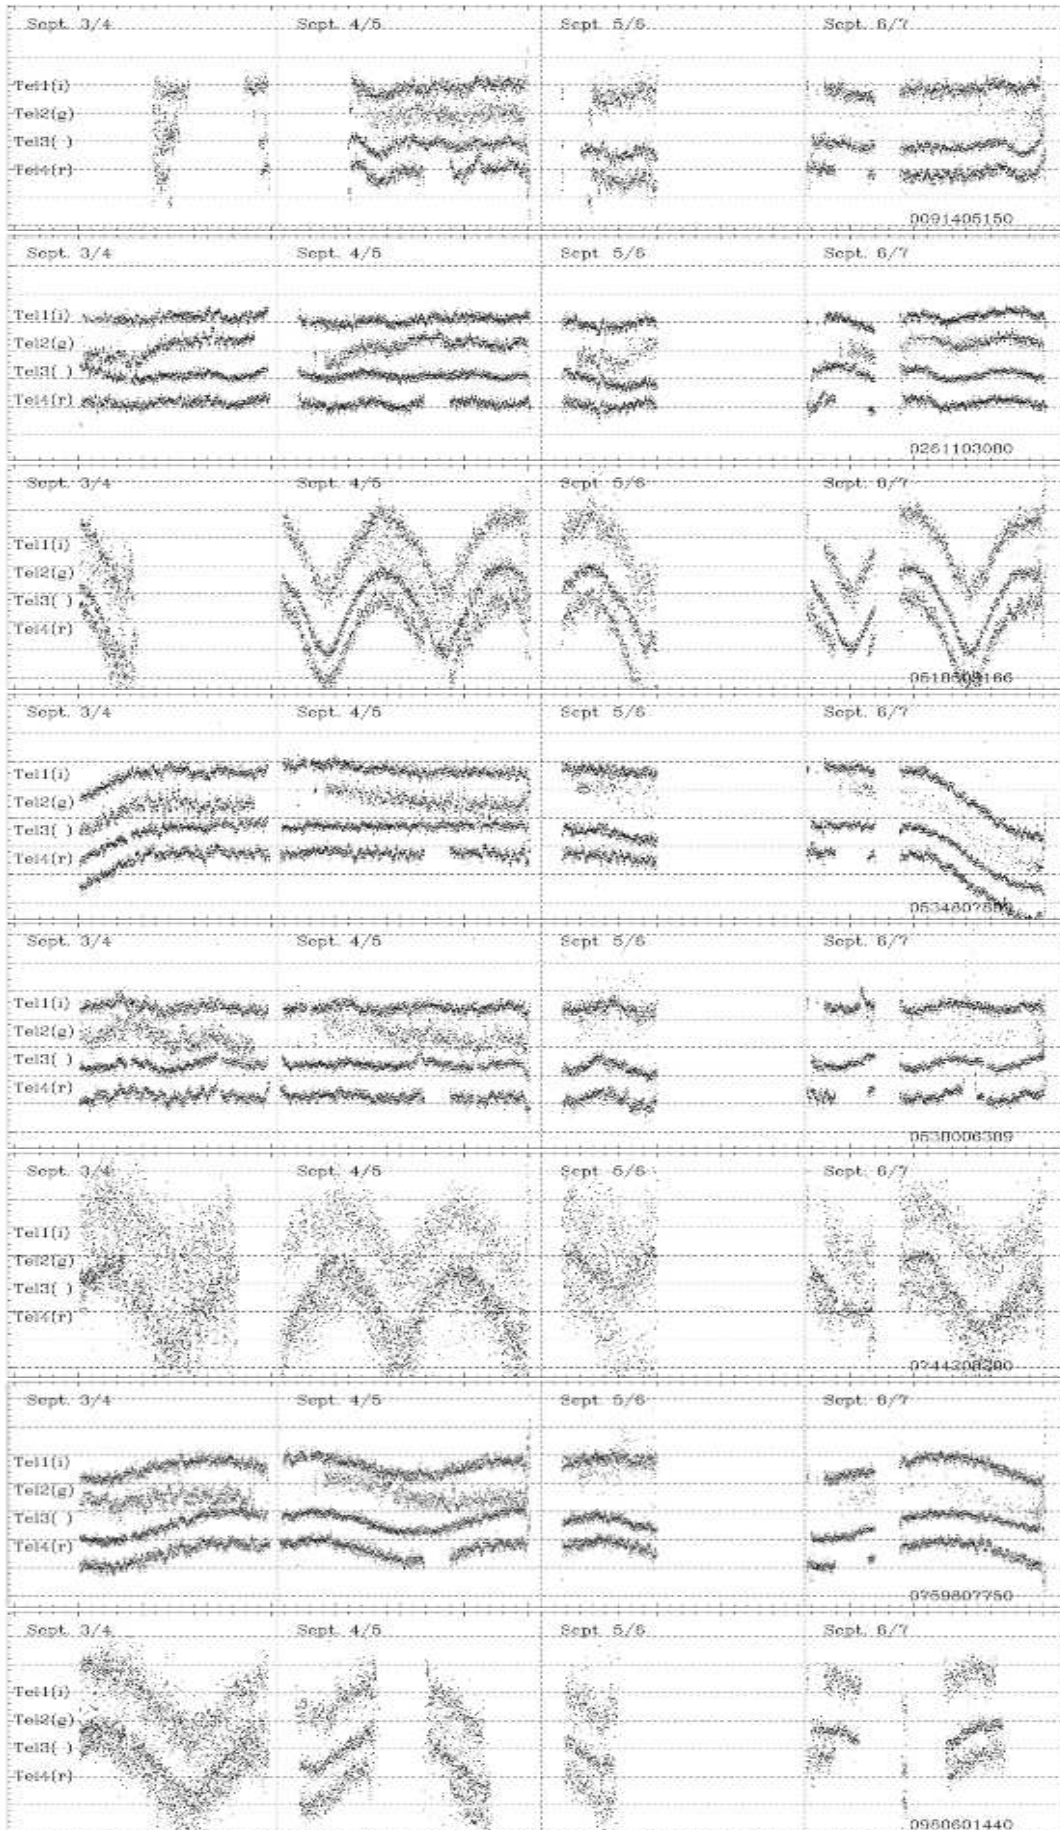 Sept. 3/4 Sept. 4/5 Sept. 5/6 Sept. 6/7
Tel1(i)
Tel2(g)
Tel3( )
Tel4(r)
0091405150
Sept. 3/4 Sept. 4/5 Sept. 5/6 Sept. 6/7
Tel1(i)
Tel2(g)
Tel3( )
Tel4(r)
0261103080
Sept. 3/4 Sept. 4/5 Sept. 5/6 Sept. 6/7
Tel1(i)
Tel2(g)
Tel3( )
Tel4(r)
Sept. 3/4 Sept. 4/5 Sept 5/6 Sept. 6/7
Tel1(i)
Tel2(g)
Tel3( )
Tel4(r)
Sept. 3/4 Sept. 4/5 Sept 5/6 Sept. 6/7
Tel1(i)
Tel2(g)
Tel3( )
Tel4(r)
0538006389
Sept. 3/4 Sept. 4/5 Sept. 5/6 Sept. 6/7
Tel1(i)
Tel2(g)
Tel3( )
Tel4(r)
Sept. 3/4 Sept. 4/5 Sept 5/6 Sept. 6/7
Tel1(i)
Tel2(g)
Tel3( )
Tel4(r)
0759807750
Sept. 3/4 Sept. 4/5 Sept. 5/6 Sept. 6/7
Tel1(i)
Tel2(g)
Tel3( )
Tel4(r)
0980601440